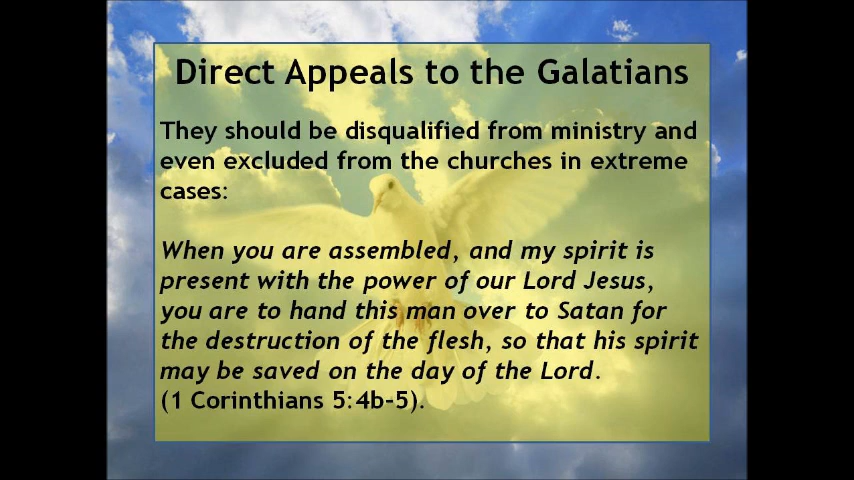 Direct Appeals to the Galatians
They should be disqualified from ministry and
even excluded from the churches in extreme
cases:
When you are assembled, and my spirit is
present with the power of our Lord Jesus,
you are to hand this man over to Satan for
the destruction of the flesh, so that his spirit
may be saved on the day of the Lord.
(1 Corinthians 5:4b-5).